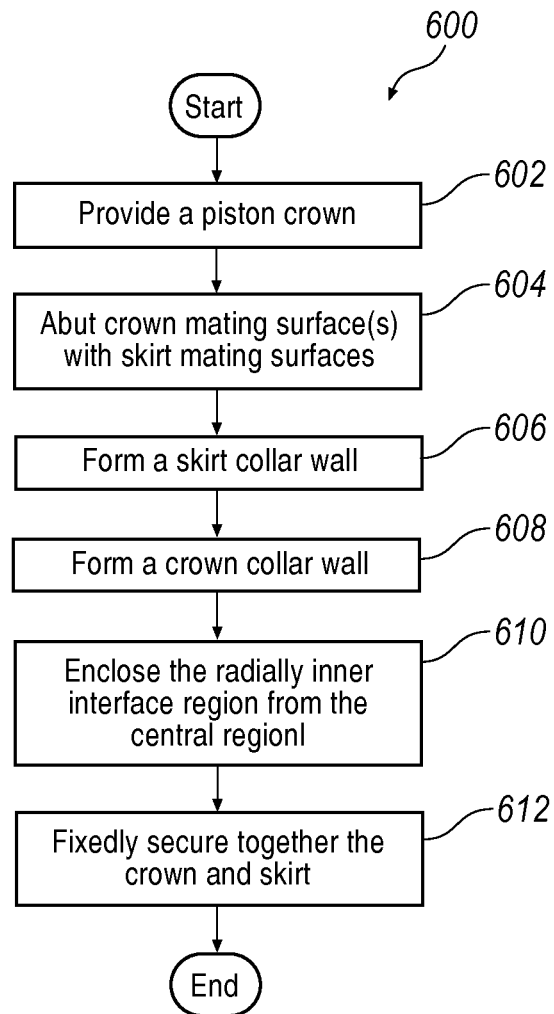 600
Start
602
Provide a piston crown
604
Abut crown mating surface(s)
with skirt mating surfaces
606
Form a skirt collar wall
608
Form a crown collar wall
610
Enclose the radially inner
interface region from the
central regionl
612
Fixedly secure together the
crown and skirt
End